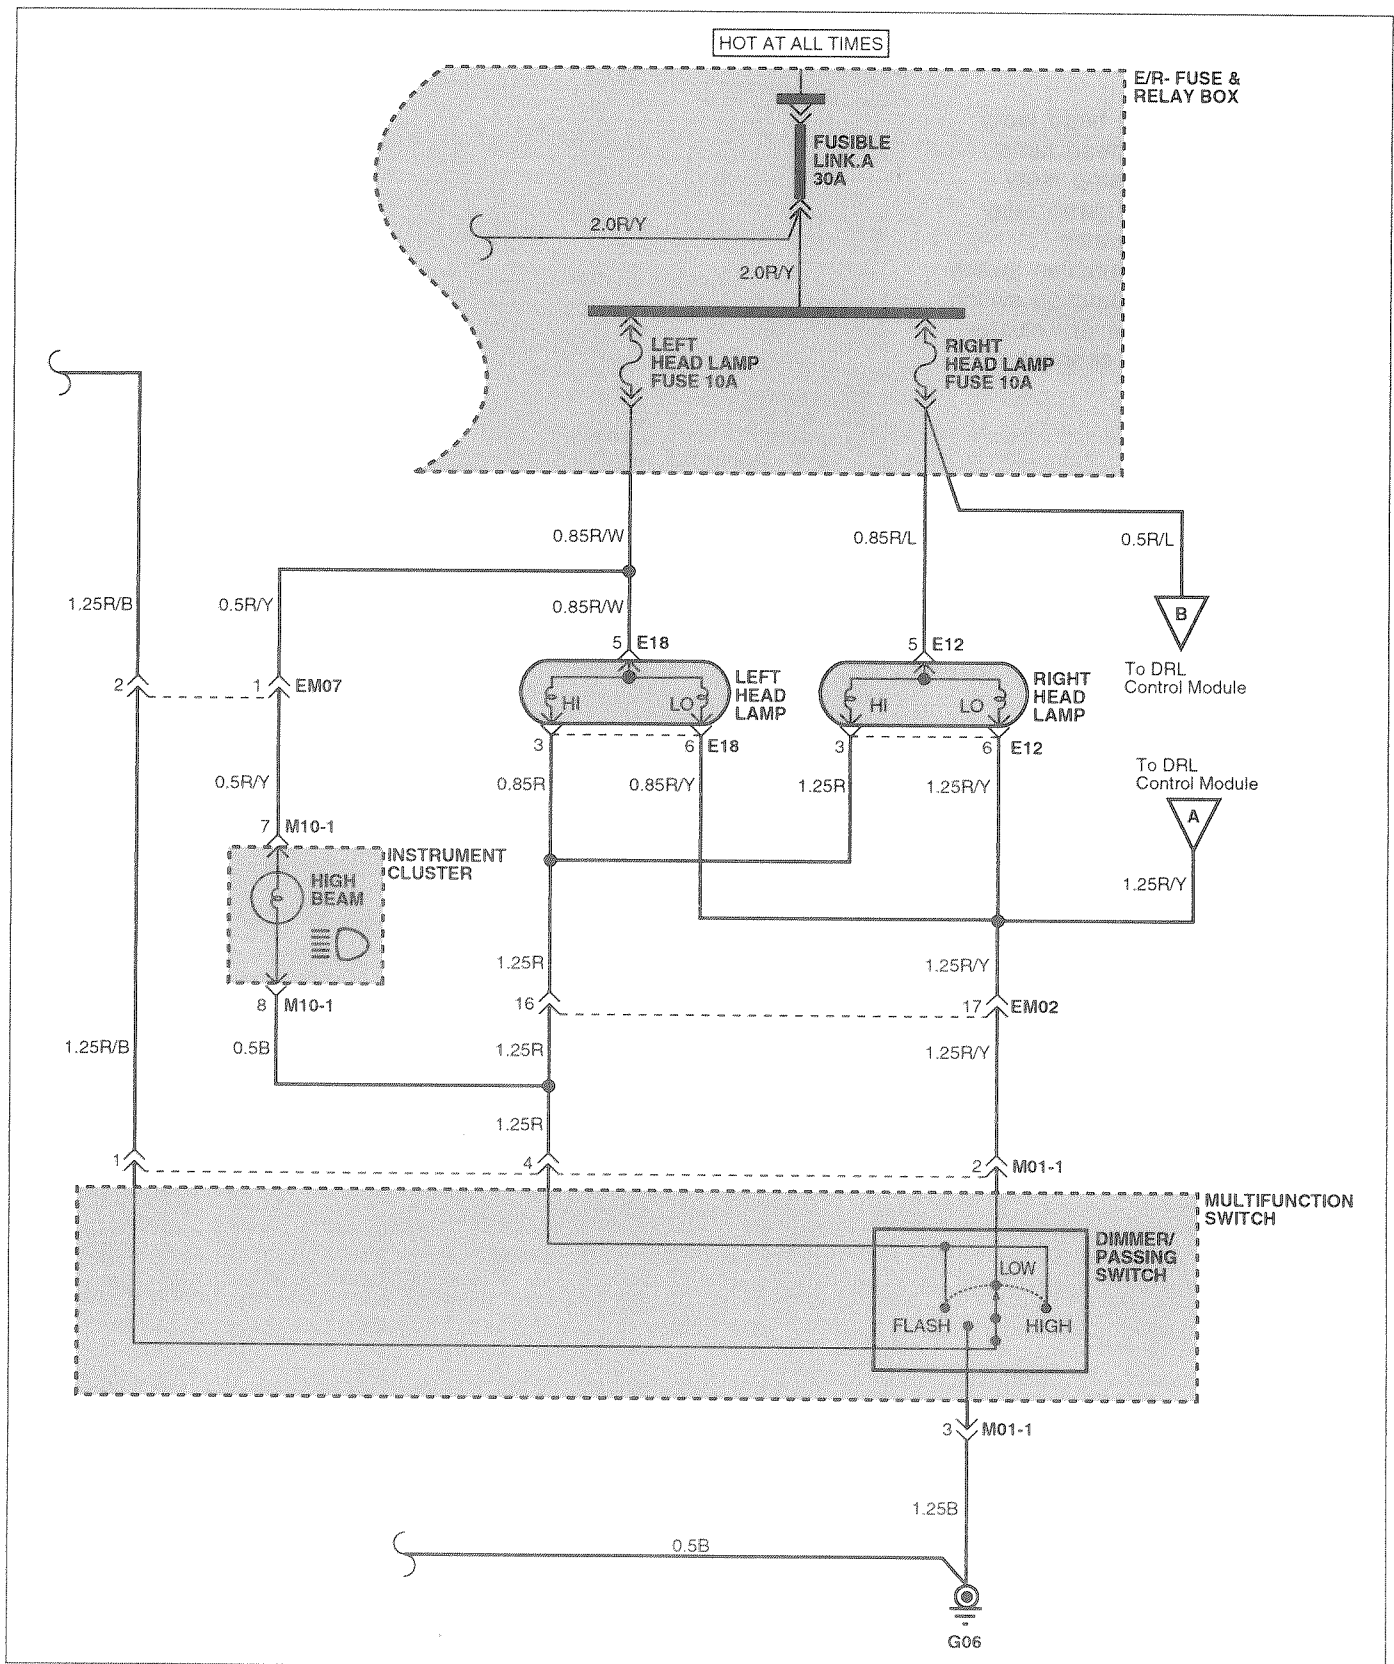 HOT AT ALL TIMES
E/R- FUSE &
RELAY BOX
FUSIBLE
LINK.A
30A
2.0R/Y
2.0R/Y
LEFT
HEAD LAMP
FUSE 10A
RIGHT
HEAD LAMP
FUSE 10A
0.85R/W
0.85R/L
0.5R/L
1.25R/B
0.5R/Y
0.85R/W
B
5 E18
5 E12
To DRL
Control Module
2
1 EM07
HI
LO
LEFT
HEAD
LAMP
HI
LO
RIGHT
HEAD
LAMP
3
6 E18
3
6 E12
0.5R/Y
0.85R
0.85R/Y
1.25R
1.25R/Y
To DRL
Control Module
A
7 M10-1
INSTRUMENT
CLUSTER
HIGH
BEAM
1.25R/Y
1.25R
1.25R/Y
8 M10-1
16
17 EM02
1.25R/B
0.5B
1.25R
1.25R/Y
1.25R
1
4
2 M01-1
MULTIFUNCTION
SWITCH
DIMMER/
PASSING
SWITCH
LOW
FLASH
HIGH
3 M01-1
1.25B
0.5B
G06